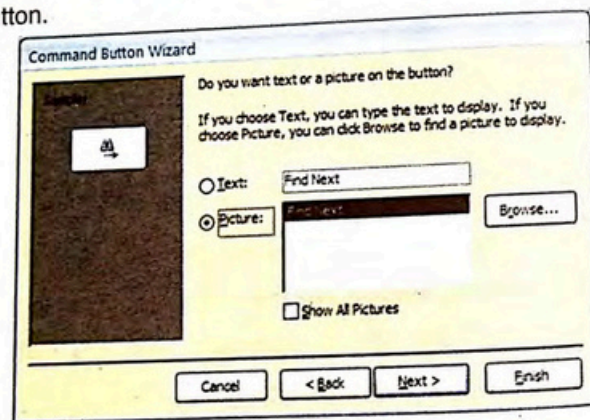 tton.
Command Button Wizard
Do you want text or a picture on the button?
Sample:
If you choose Text, you can type the text to display. If you
choose Picture, you can click Browse to find a picture to display.
Text: Find Next
Picture: Find Next Browse...
Show All Pictures
Cancel < Back Next > Finish